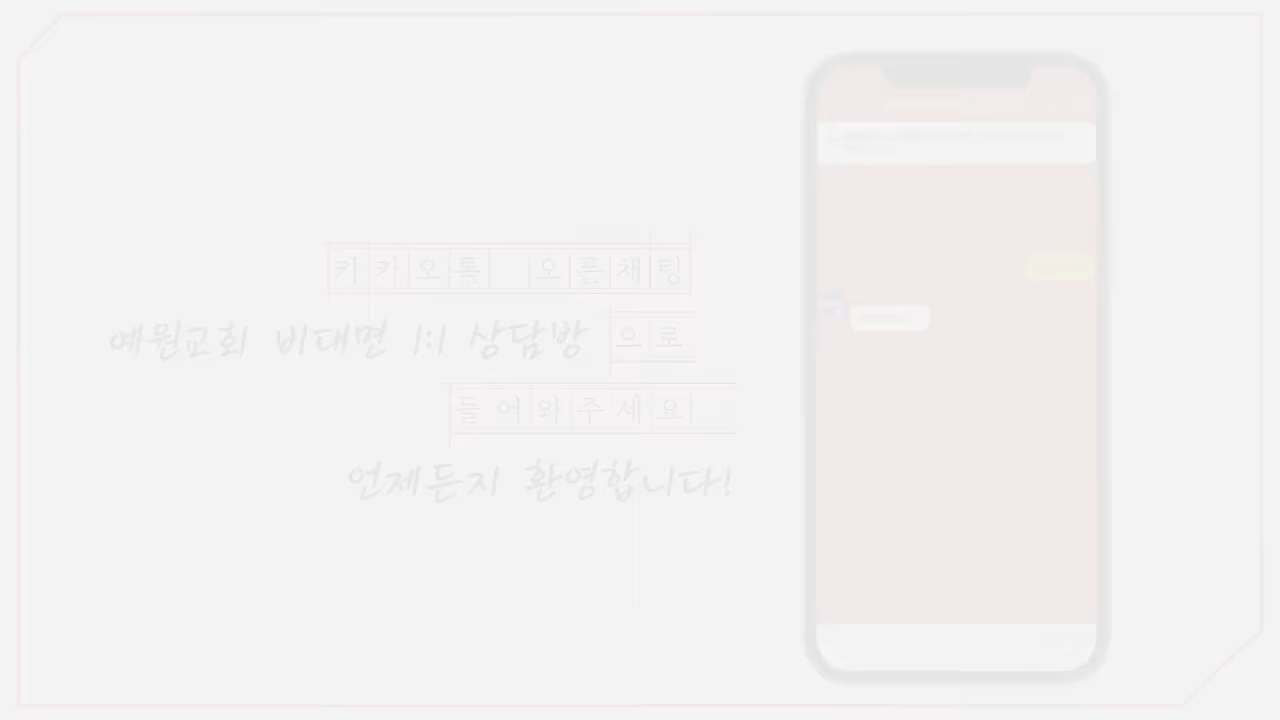 키카오톡 오픈채팅
예원교회 비대면 1:1 상담방 으로
들어와주세요
언제든지 환영합니다!